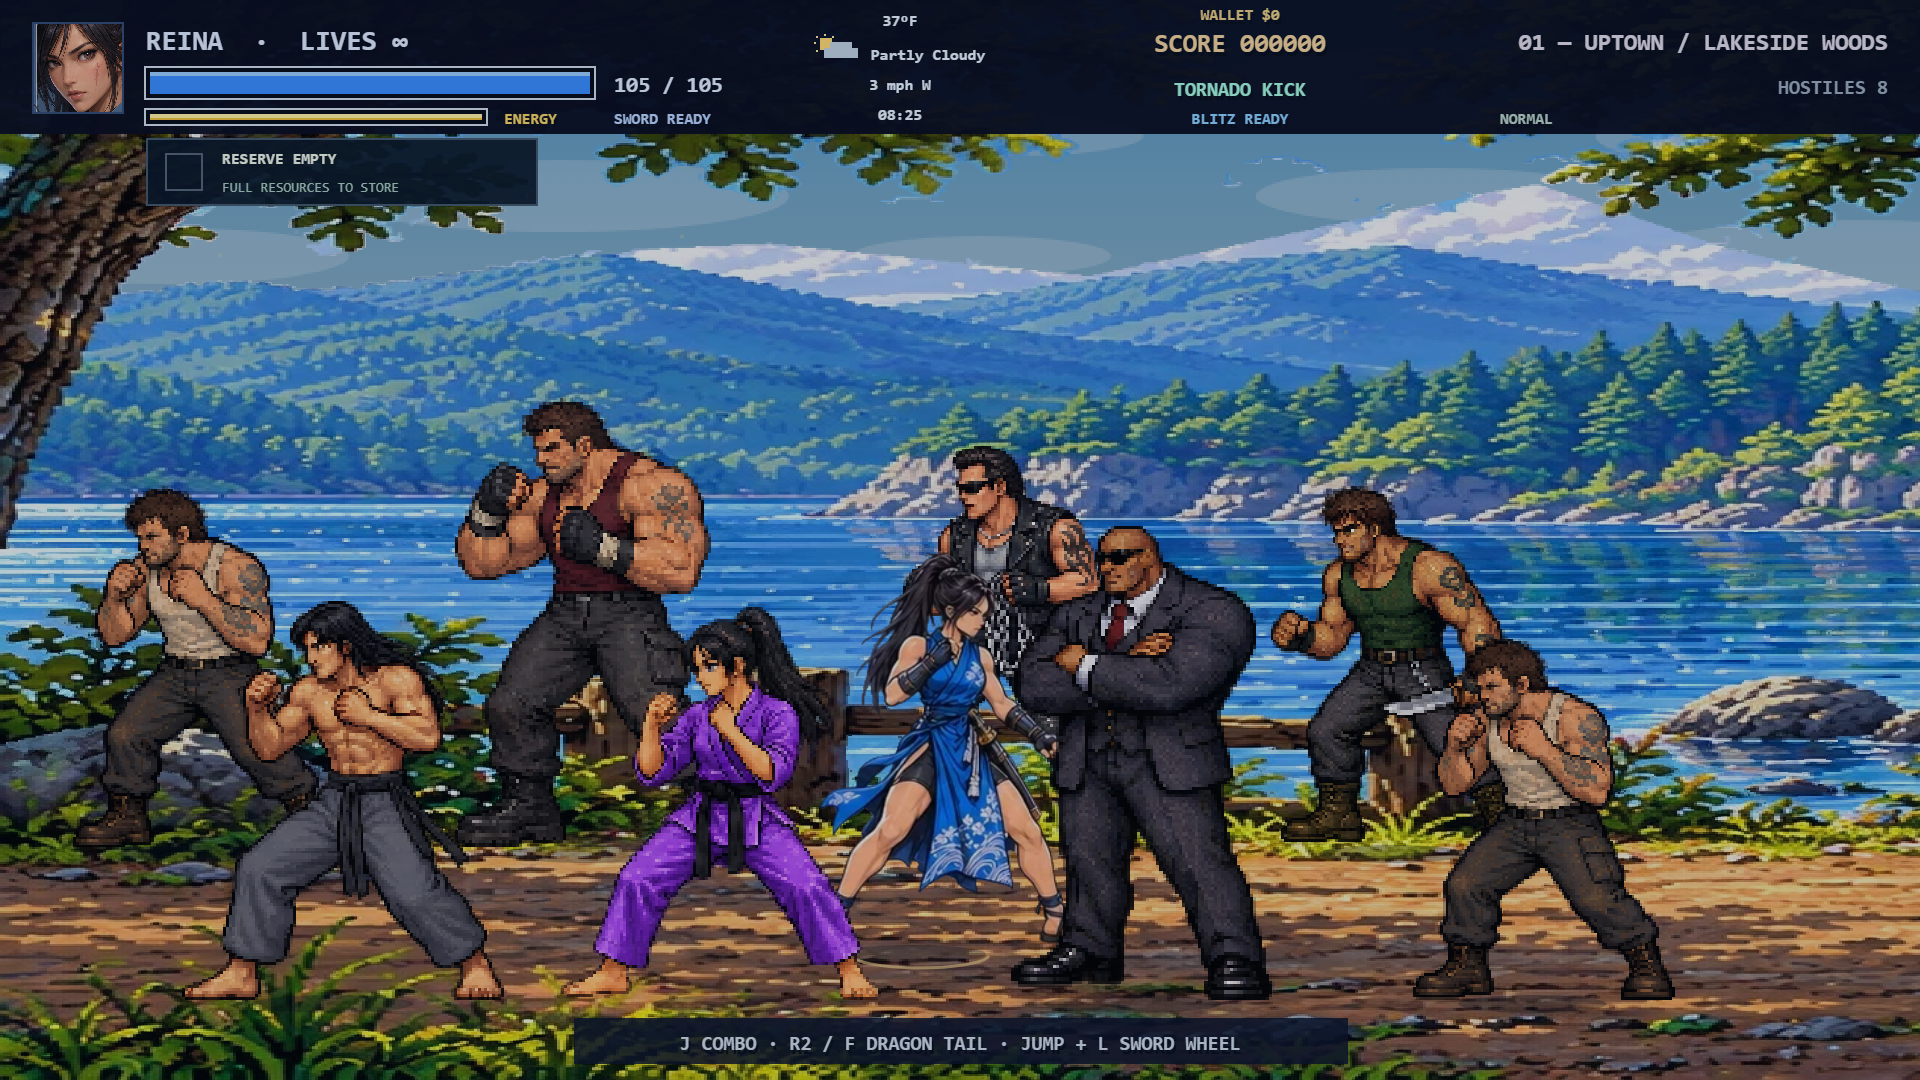 REINA · LIVES ∞
105 / 105
ENERGY
SWORD READY
RESERVE EMPTY
FULL RESOURCES TO STORE
37ºF
Partly Cloudy
3 mph W
08:25
WALLET $0
SCORE 000000
TORNADO KICK
BLITZ READY
01 — UPTOWN / LAKESIDE WOODS
HOSTILES 8
NORMAL
J COMBO · R2 / F DRAGON TAIL · JUMP + L SWORD WHEEL